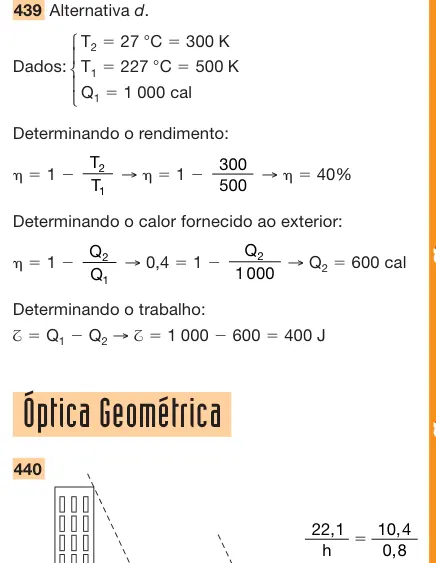 439 Alternativa d.
Dados: T₂ = 27 °C = 300 K
T₁ = 227 °C = 500 K
Q₁ = 1 000 cal
Determinando o rendimento:
η = 1 − T₂/T₁ → η = 1 − 300/500 → η = 40%
Determinando o calor fornecido ao exterior:
η = 1 − Q₂/Q₁ → 0,4 = 1 − Q₂/1 000 → Q₂ = 600 cal
Determinando o trabalho:
ℨ = Q₁ − Q₂ → ℨ = 1 000 − 600 = 400 J
Óptica Geométrica
440
22,1/h = 10,4/0,8